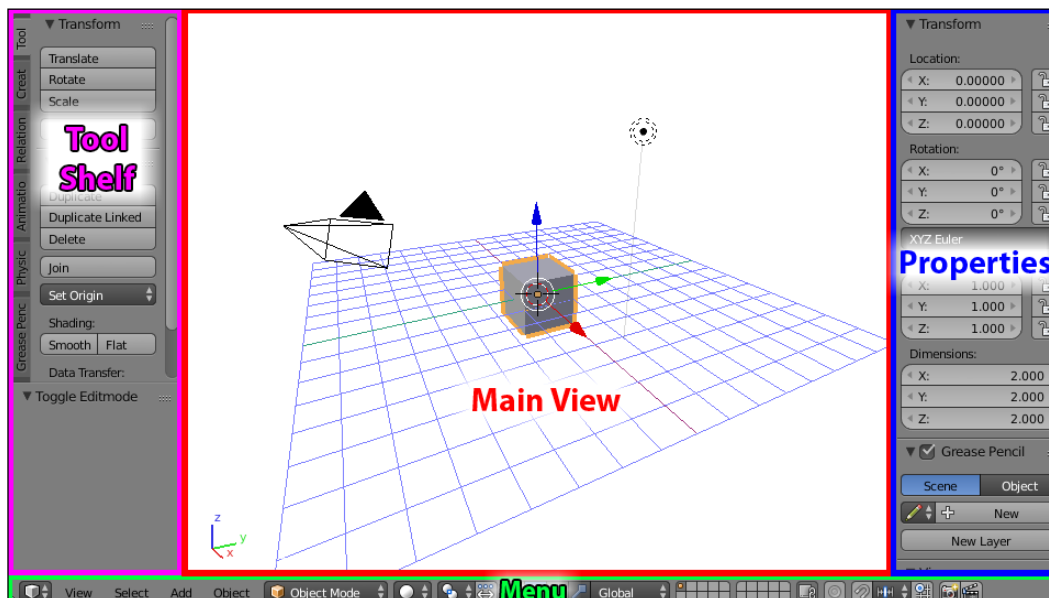 Tool
Creat
Relation
Animatio
Physic
Grease Penc
Transform
Translate
Rotate
Scale
Tool
Shelf
Duplicate
Duplicate Linked
Delete
Join
Set Origin
Shading:
Smooth Flat
Data Transfer:
Toggle Editmode
Main View
z
y
x
Transform
Location:
X: 0.00000
Y: 0.00000
Z: 0.00000
Rotation:
X: 0°
Y: 0°
Z: 0°
XYZ Euler
Properties
X: 1.000
Y: 1.000
Z: 1.000
Dimensions:
X: 2.000
Y: 2.000
Z: 2.000
Grease Pencil
Scene Object
New
New Layer
View Select Add Object Object Mode Menu Global